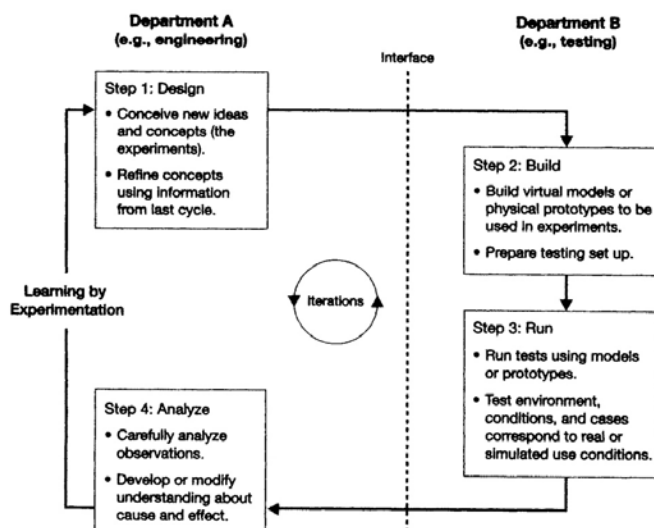 Department A
(e.g., engineering)
Department B
(e.g., testing)
Interface
Step 1: Design
• Conceive new ideas
and concepts (the
experiments).
• Refine concepts
using information
from last cycle.
Step 2: Build
• Build virtual models or
physical prototypes to be
used in experiments.
• Prepare testing set up.
Learning by
Experimentation
Iterations
Step 3: Run
• Run tests using models
or prototypes.
• Test environment,
conditions, and cases
correspond to real or
simulated use conditions.
Step 4: Analyze
• Carefully analyze
observations.
• Develop or modify
understanding about
cause and effect.